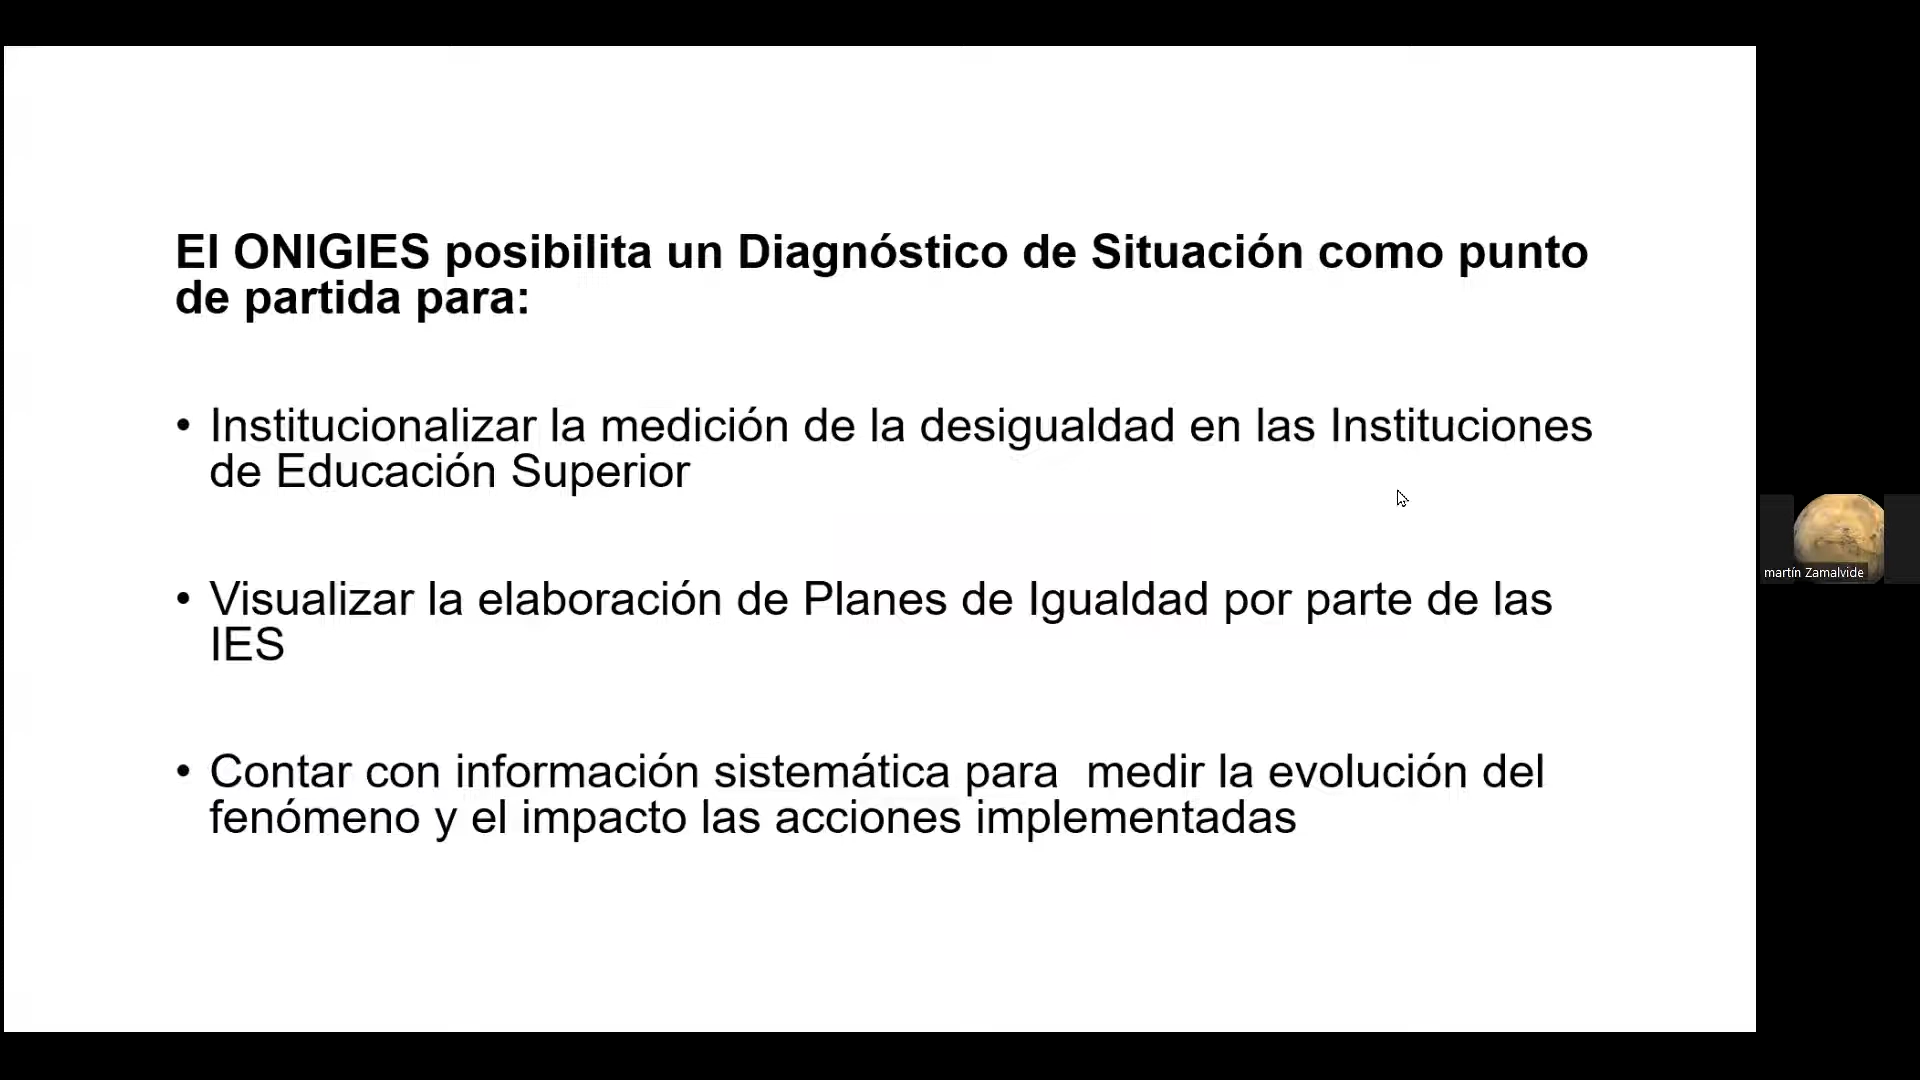 El ONIGIES posibilita un Diagnóstico de Situación como punto
de partida para:
• Institucionalizar la medición de la desigualdad en las Instituciones
de Educación Superior
• Visualizar la elaboración de Planes de Igualdad por parte de las
IES
• Contar con información sistemática para  medir la evolución del
fenómeno y el impacto las acciones implementadas
martín Zamalvide